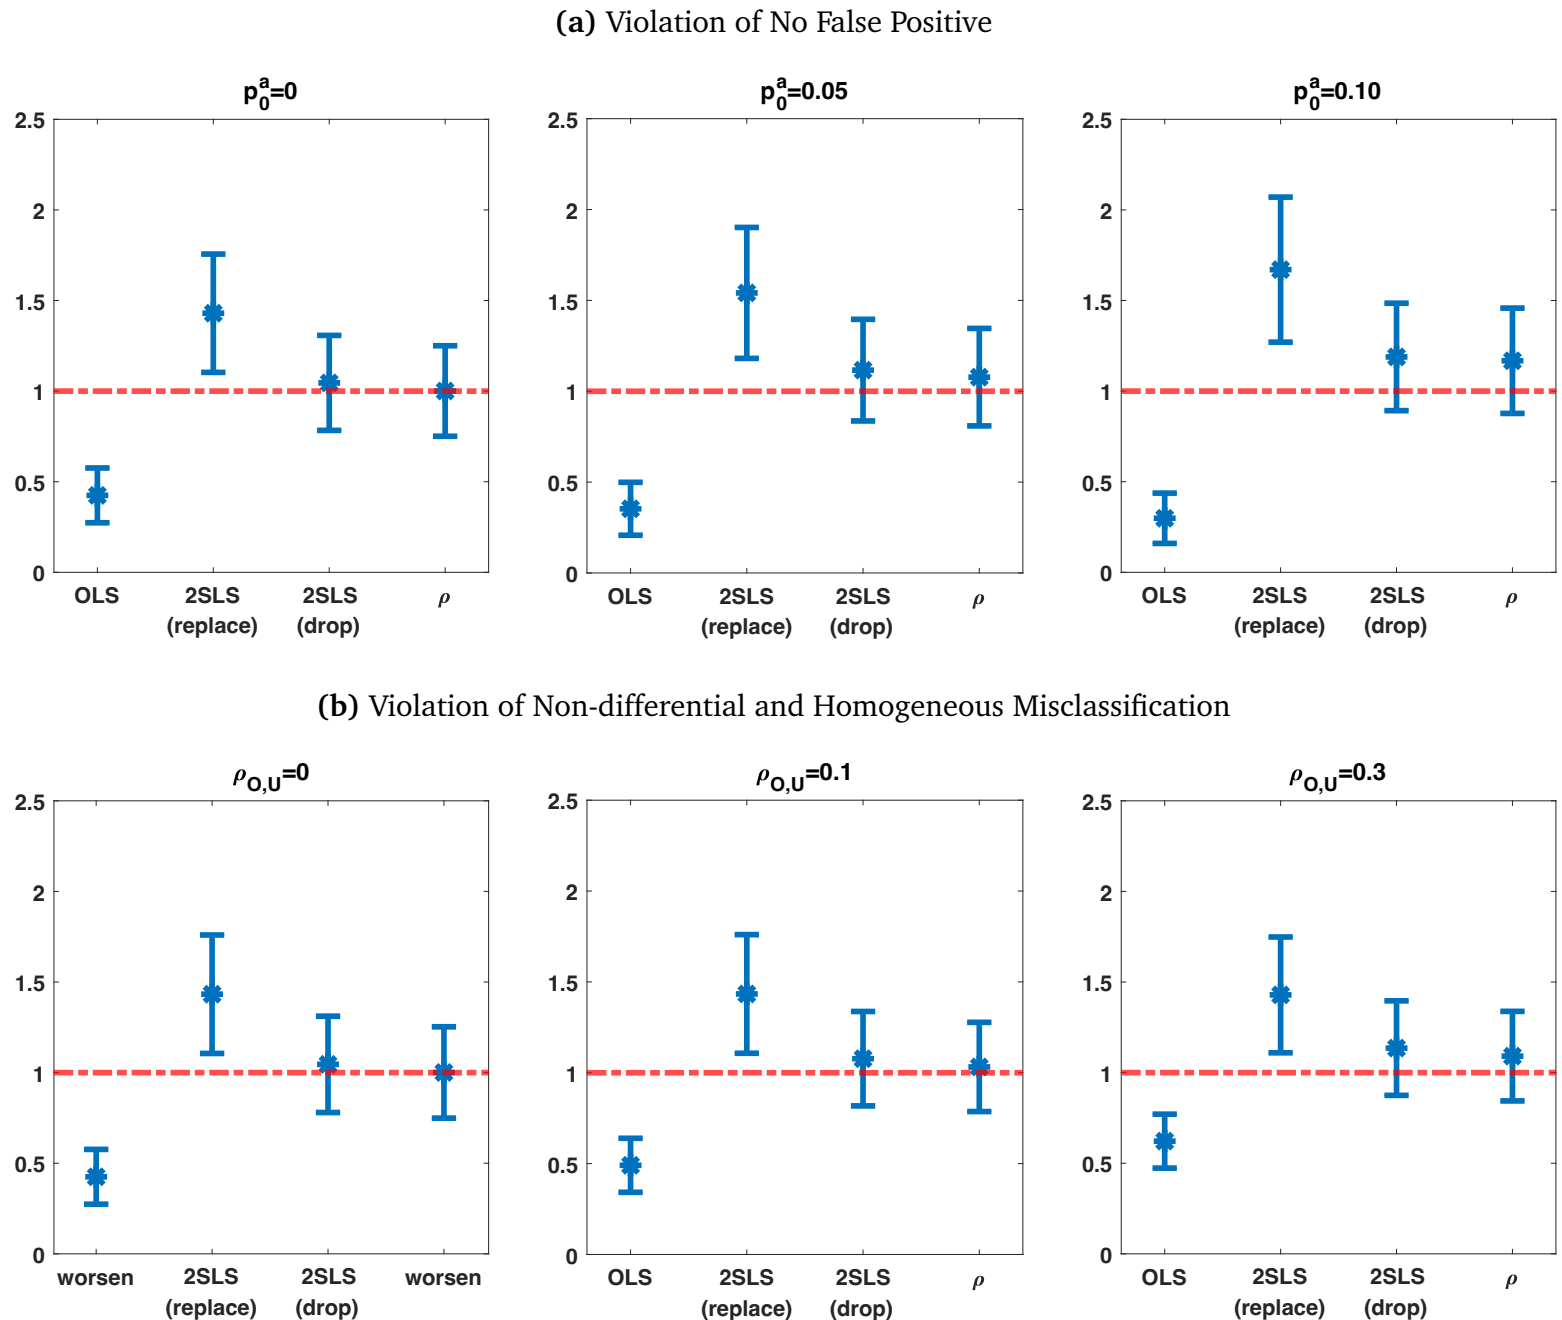 (a) Violation of No False Positive
p₀ᵃ=0
2.5
2
1.5
1
0.5
0
OLS 2SLS 2SLS ρ
(replace) (drop)
p₀ᵃ=0.05
2.5
2
1.5
1
0.5
0
OLS 2SLS 2SLS ρ
(replace) (drop)
p₀ᵃ=0.10
2.5
2
1.5
1
0.5
0
OLS 2SLS 2SLS ρ
(replace) (drop)
(b) Violation of Non-differential and Homogeneous Misclassification
ρO,U=0
2.5
2
1.5
1
0.5
0
worsen 2SLS 2SLS worsen
(replace) (drop)
ρO,U=0.1
2.5
2
1.5
1
0.5
0
OLS 2SLS 2SLS ρ
(replace) (drop)
ρO,U=0.3
2.5
2
1.5
1
0.5
0
OLS 2SLS 2SLS ρ
(replace) (drop)